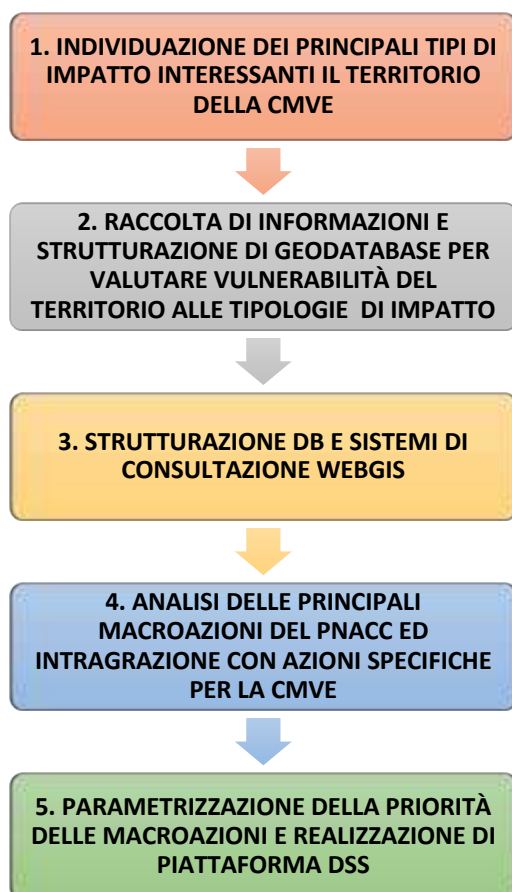 1. INDIVIDUAZIONE DEI PRINCIPALI TIPI DI
IMPATTO INTERESSANTI IL TERRITORIO
DELLA CMVE
2. RACCOLTA DI INFORMAZIONI E
STRUTTURAZIONE DI GEODATABASE PER
VALUTARE VULNERABILITÀ DEL
TERRITORIO ALLE TIPOLOGIE DI IMPATTO
3. STRUTTURAZIONE DB E SISTEMI DI
CONSULTAZIONE WEBGIS
4. ANALISI DELLE PRINCIPALI
MACROAZIONI DEL PNACC ED
INTRAGRAZIONE CON AZIONI SPECIFICHE
PER LA CMVE
5. PARAMETRIZZAZIONE DELLA PRIORITÀ
DELLE MACROAZIONI E REALIZZAZIONE DI
PIATTAFORMA DSS